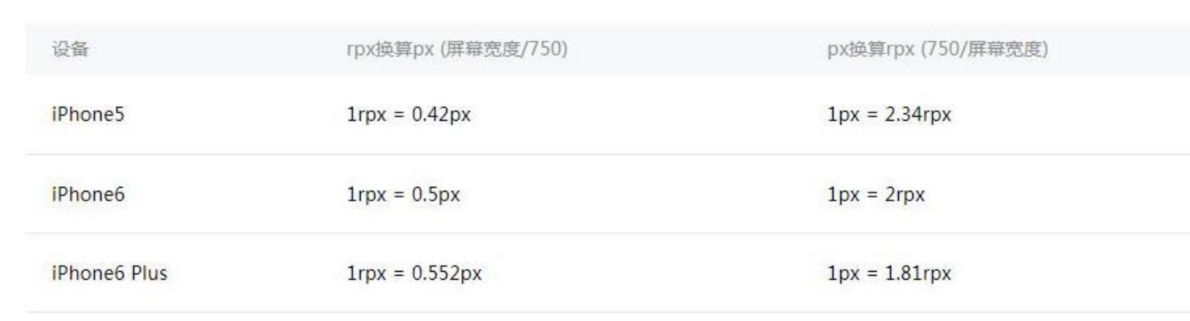 设备 rpx换算px (屏幕宽度/750) px换算rpx (750/屏幕宽度)
iPhone5 1rpx = 0.42px 1px = 2.34rpx
iPhone6 1rpx = 0.5px 1px = 2rpx
iPhone6 Plus 1rpx = 0.552px 1px = 1.81rpx